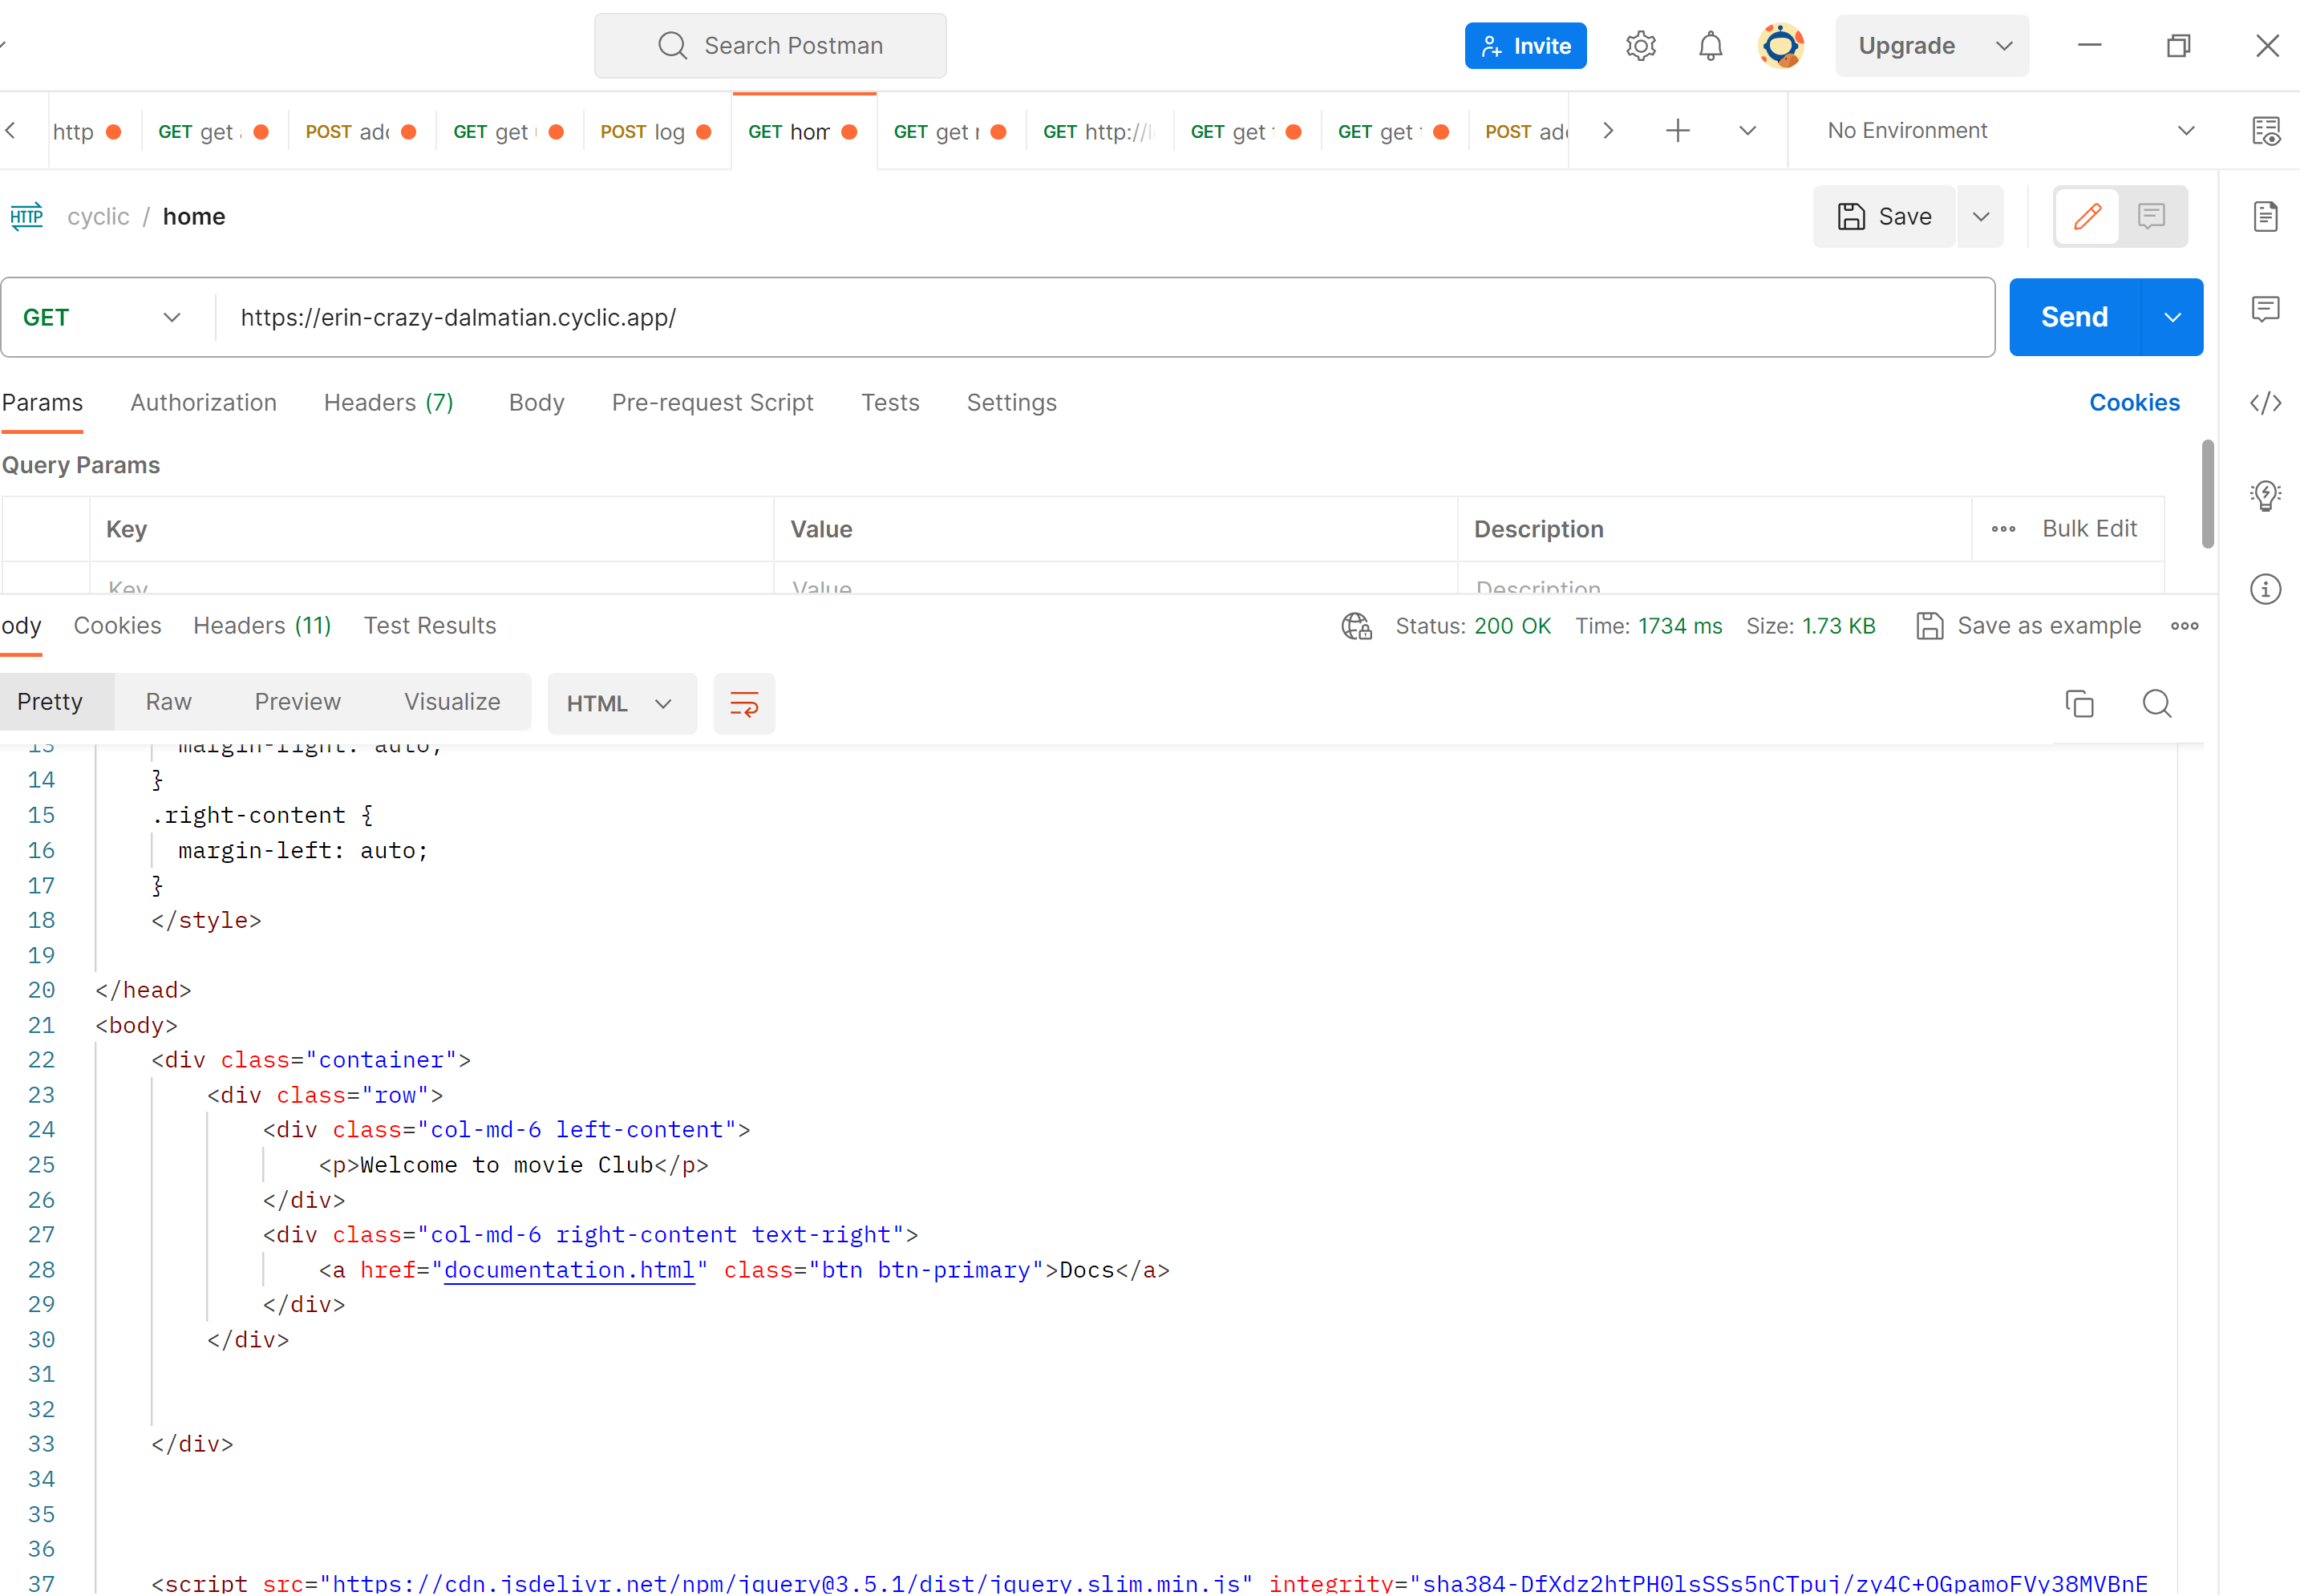 Search Postman
Invite
Upgrade
http
GET get
POST
GET get
POST log
GET hom
GET get
GET http://
GET get
GET get
POST
No Environment
HTTP cyclic / home
Save
GET https://erin-crazy-dalmatian.cyclic.app/
Send
Params Authorization Headers (7) Body Pre-request Script Tests Settings Cookies
Query Params
Key Value Description Bulk Edit
Key Value Description
ody Cookies Headers (11) Test Results Status: 200 OK Time: 1734 ms Size: 1.73 KB Save as example
Pretty Raw Preview Visualize HTML
13 margin-right: auto;
14 }
15 .right-content {
16 margin-left: auto;
17 }
18 </style>
19
20 </head>
21 <body>
22 <div class="container">
23 <div class="row">
24 <div class="col-md-6 left-content">
25 <p>Welcome to movie Club</p>
26 </div>
27 <div class="col-md-6 right-content text-right">
28 <a href="documentation.html" class="btn btn-primary">Docs</a>
29 </div>
30 </div>
31
32
33 </div>
34
35
36
37 <script src="https://cdn.jsdelivr.net/npm/jquery@3.5.1/dist/jquery.slim.min.js" integrity="sha384-DfXdz2htPH0lsSSs5nCTpuj/zy4C+OGpamoFVy38MVBnE